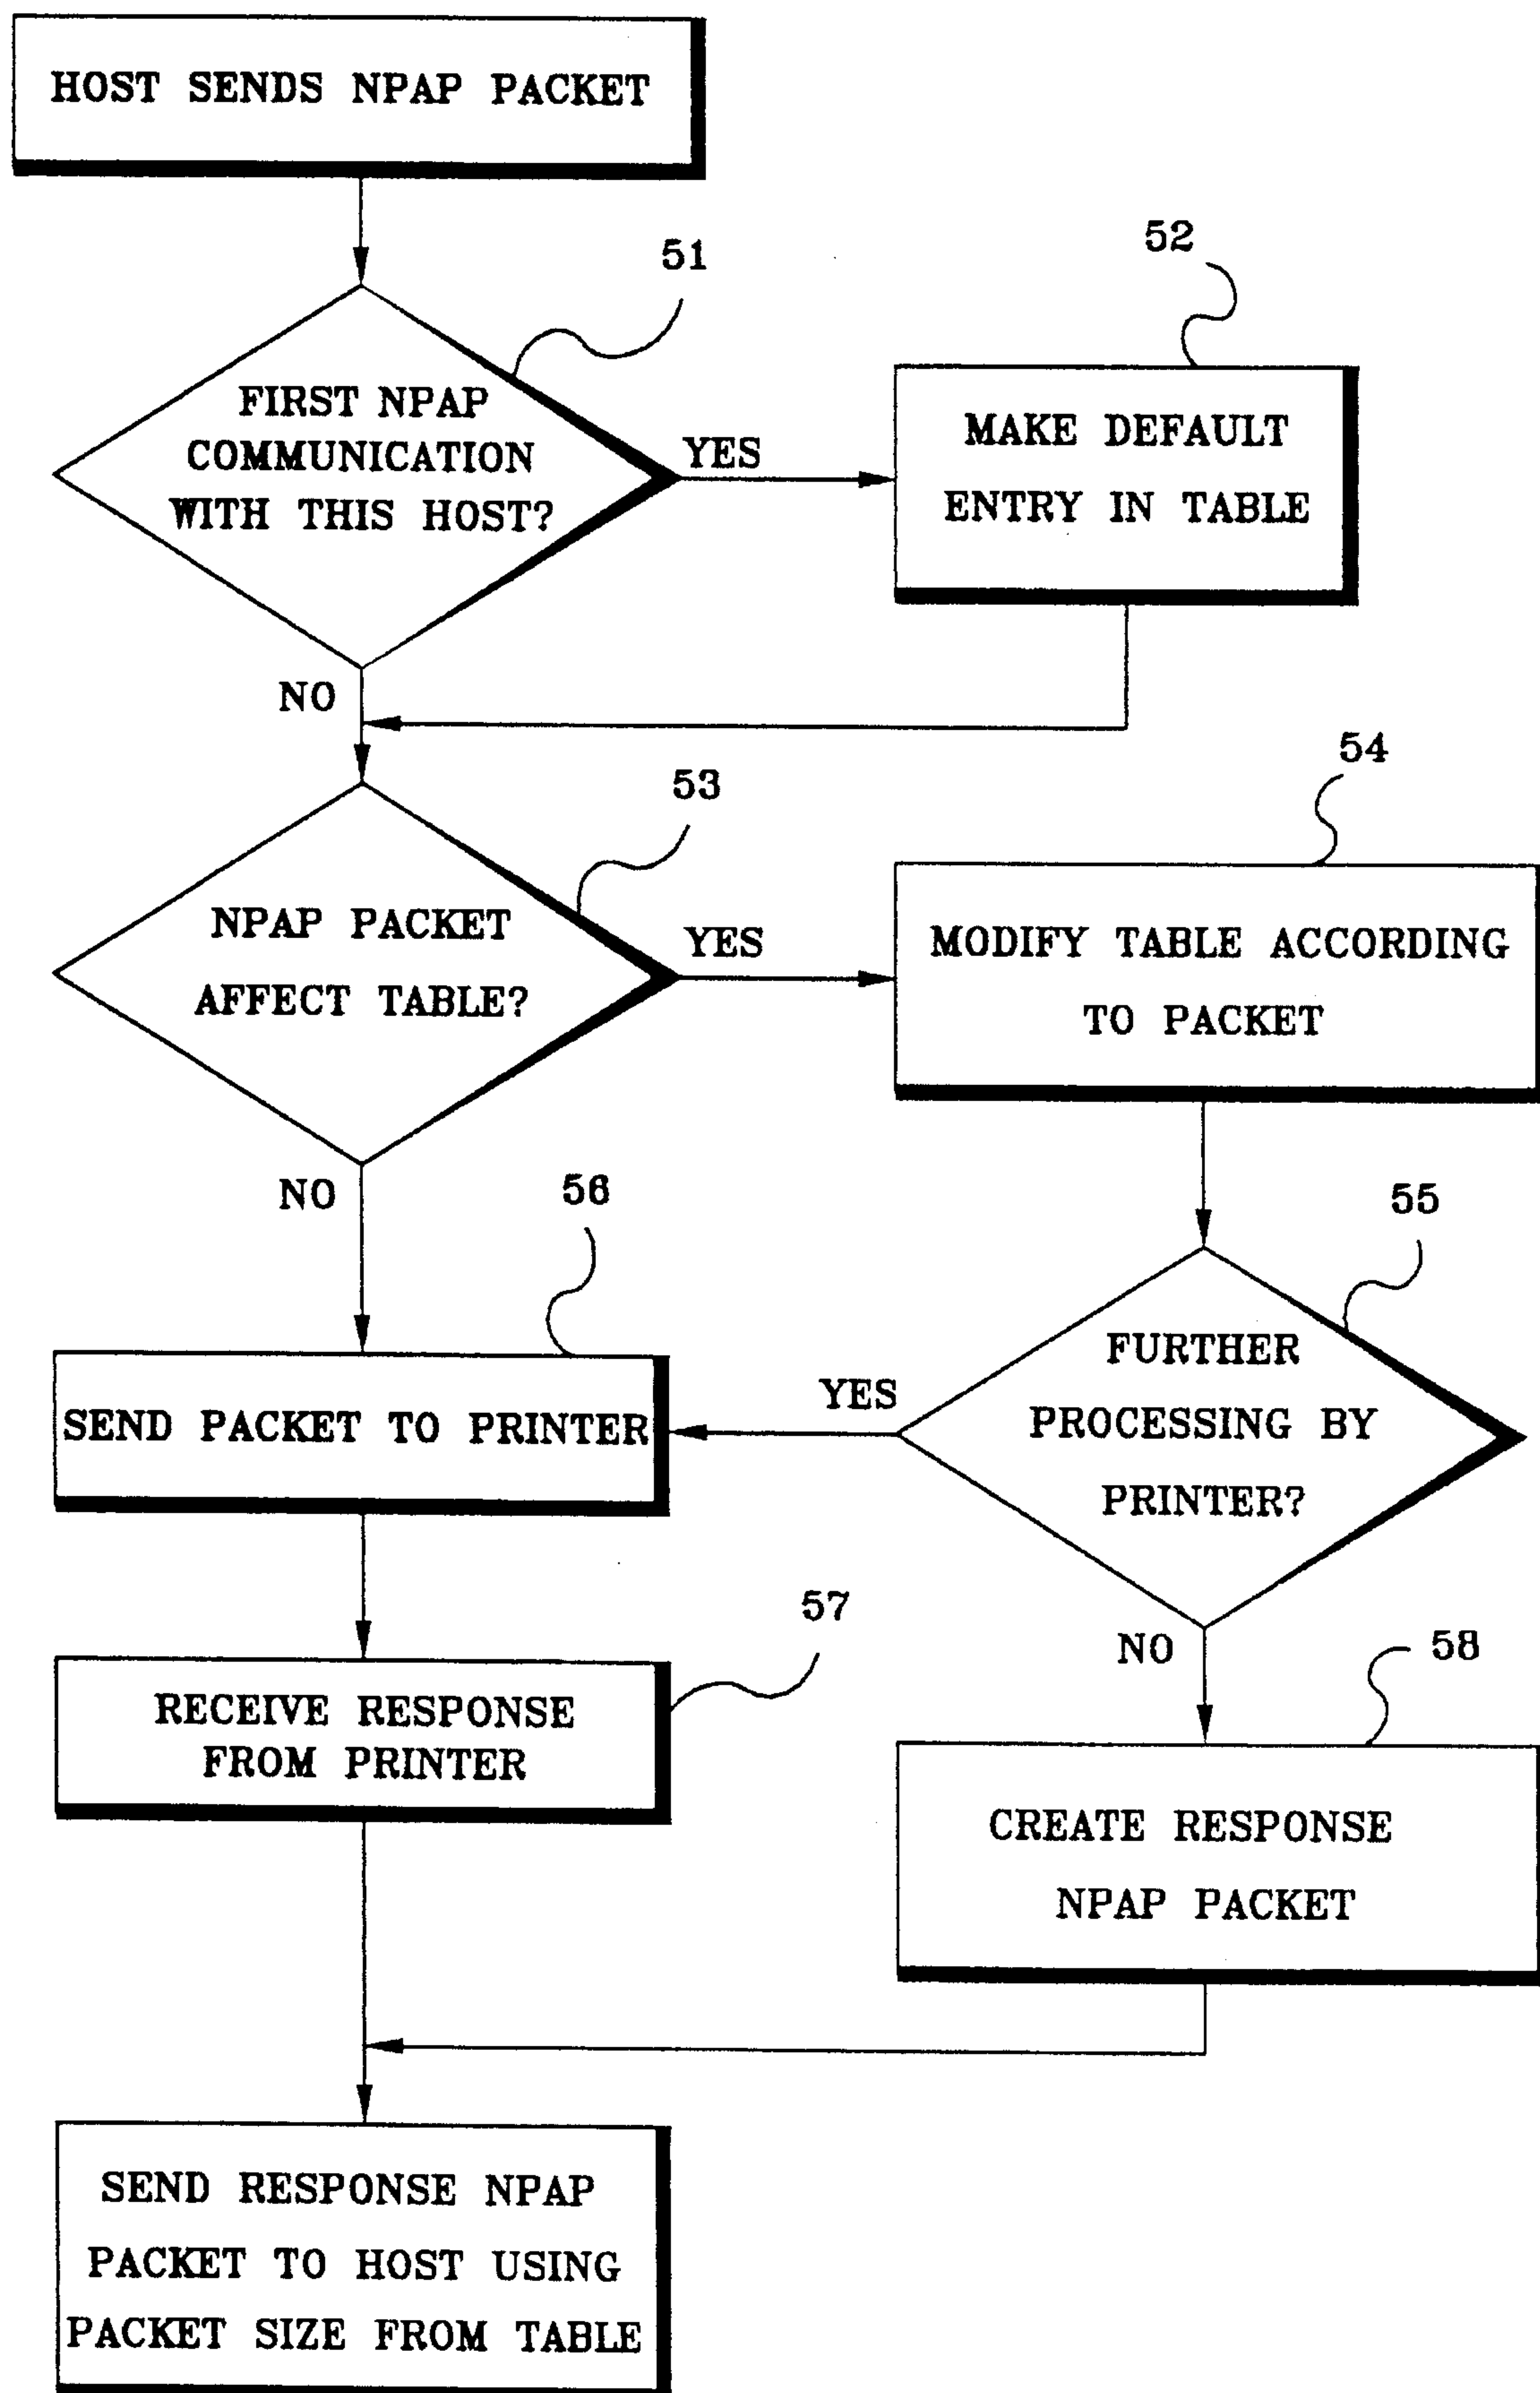 HOST SENDS NPAP PACKET
51
52
FIRST NPAP
COMMUNICATION
WITH THIS HOST?
YES
MAKE DEFAULT
ENTRY IN TABLE
NO
53
54
NPAP PACKET
AFFECT TABLE?
YES
MODIFY TABLE ACCORDING
TO PACKET
NO
56
55
SEND PACKET TO PRINTER
YES
FURTHER
PROCESSING BY
PRINTER?
57
NO
58
RECEIVE RESPONSE
FROM PRINTER
CREATE RESPONSE
NPAP PACKET
SEND RESPONSE NPAP
PACKET TO HOST USING
PACKET SIZE FROM TABLE